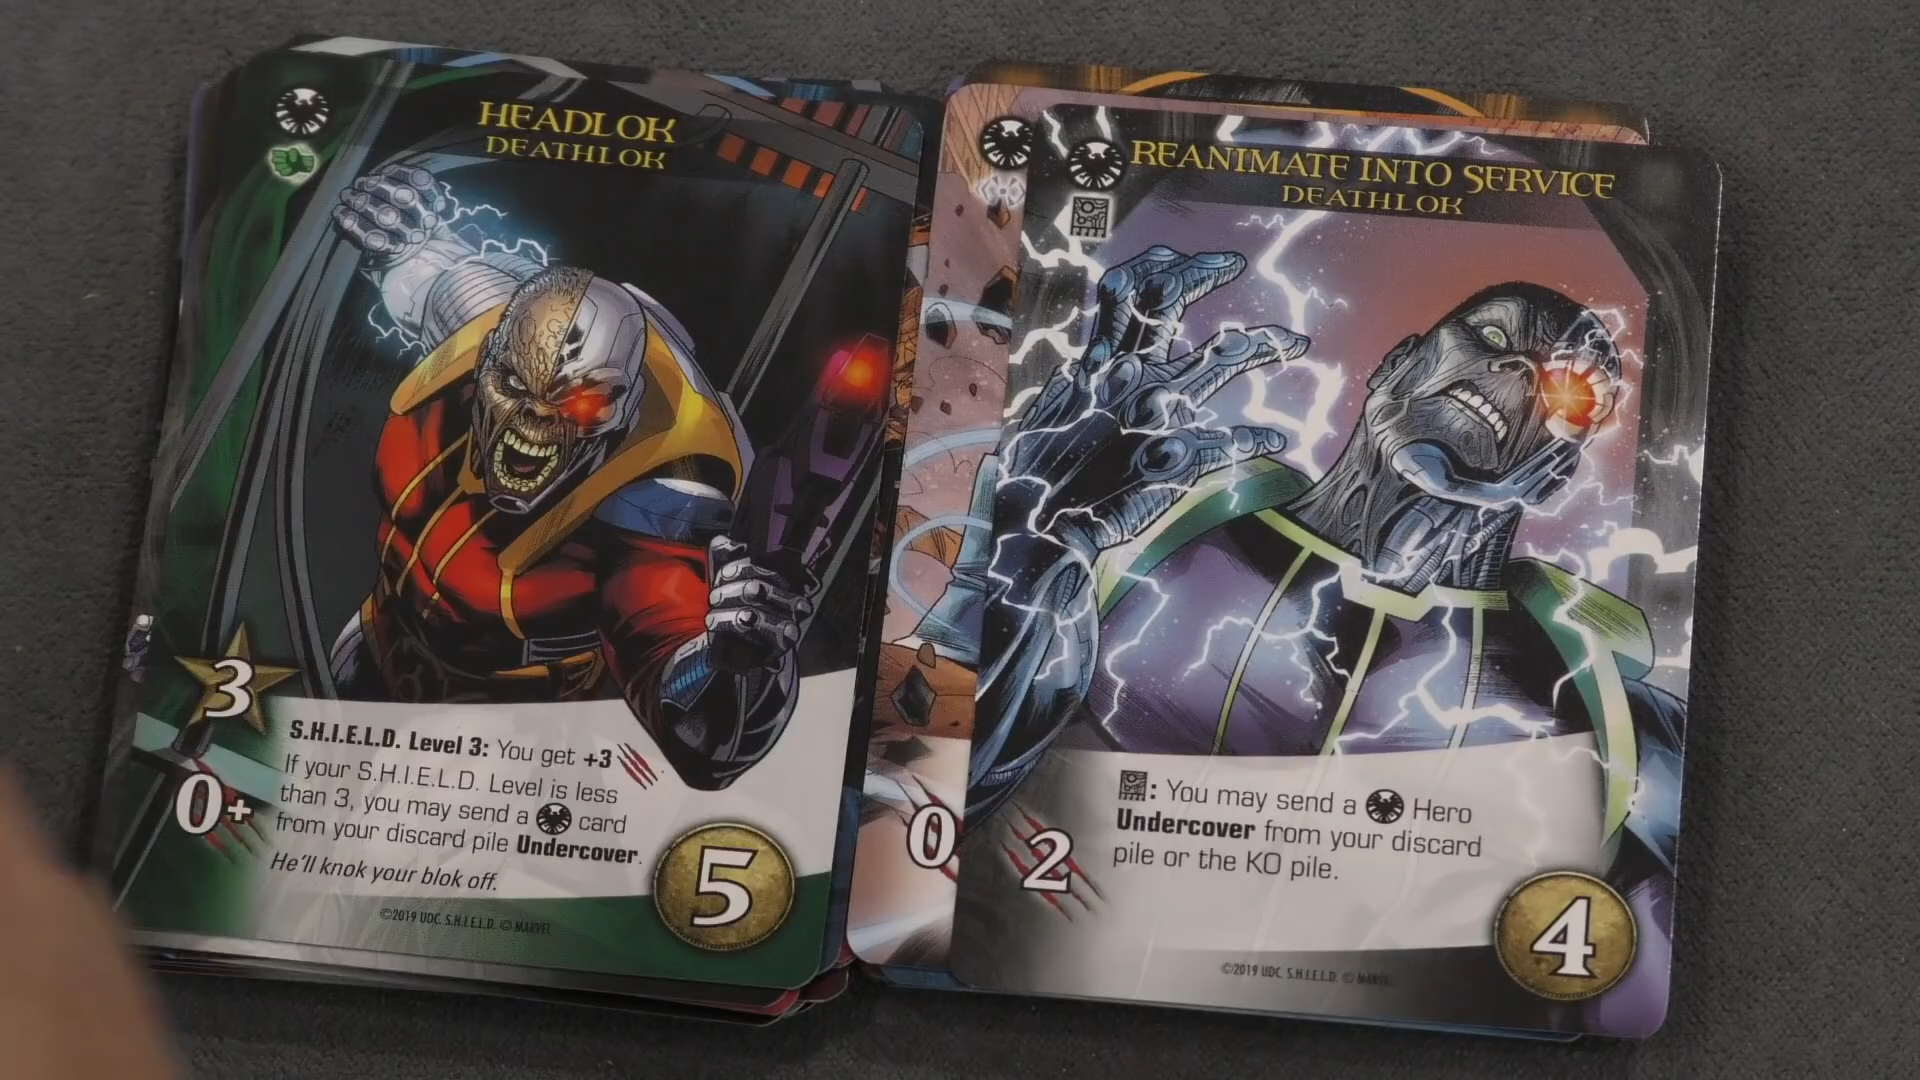 HEADLOK
DEATHLOK
3
S.H.I.E.L.D. Level 3: You get +3
If your S.H.I.E.L.D. Level is less
than 3, you may send a card
from your discard pile Undercover.
He'll knok your blok off.
0+
5
©2019 UDC. S.H.I.E.L.D. © MARVEL
0
REANIMATE INTO SERVICE
DEATHLOK
: You may send a Hero
Undercover from your discard
pile or the KO pile.
2
4
©2019 UDC. S.H.I.E.L.D. © MARVEL